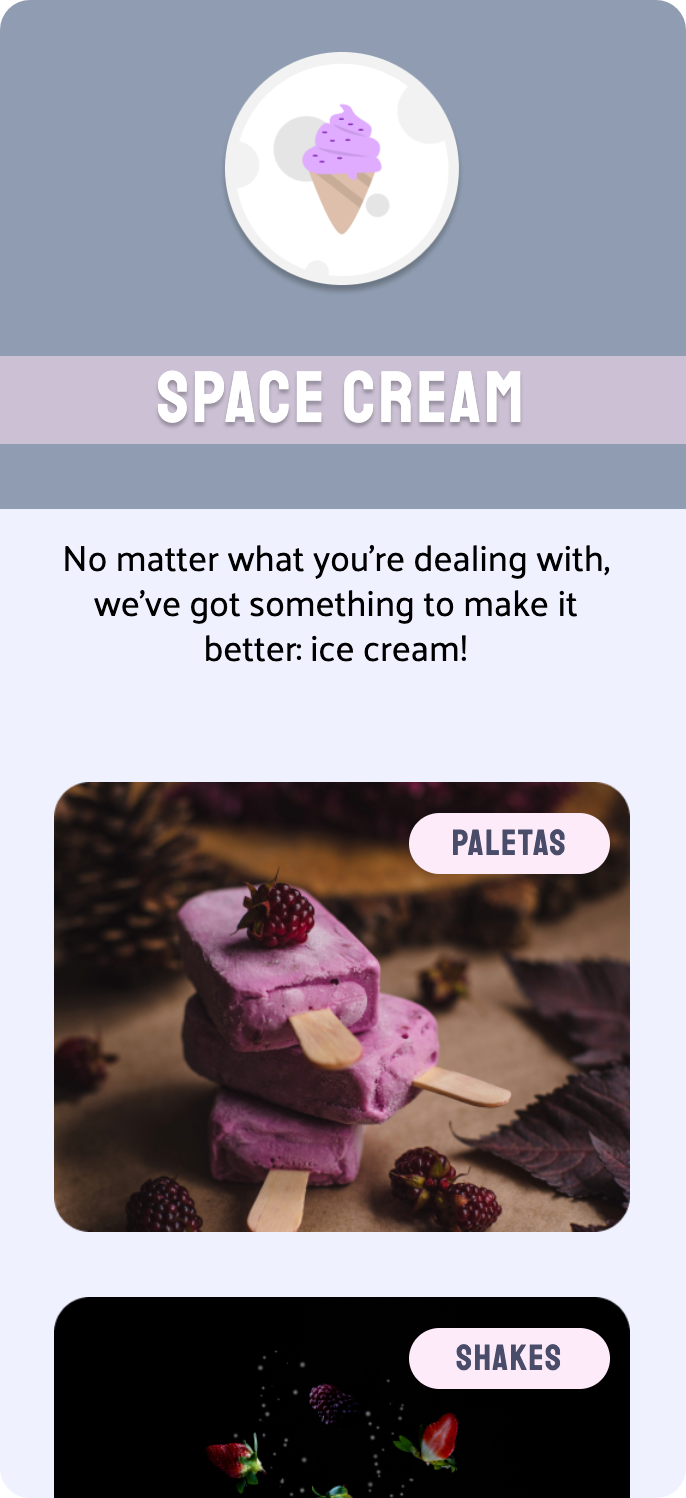 SPACE CREAM
No matter what you’re dealing with,
we’ve got something to make it
better: ice cream!
PALETAS
SHAKES